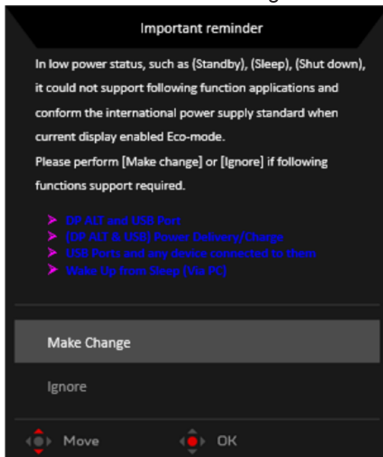 Important reminder
In low power status, such as (Standby), (Sleep), (Shut down),
it could not support following function applications and
conform the international power supply standard when
current display enabled Eco-mode.
Please perform [Make change] or [Ignore] if following
functions support required.
DP ALT and USB Port
(DP ALT & USB) Power Delivery/Charge
USB Ports and any device connected to them
Wake Up from Sleep (Via PC)
Make Change
Ignore
Move OK